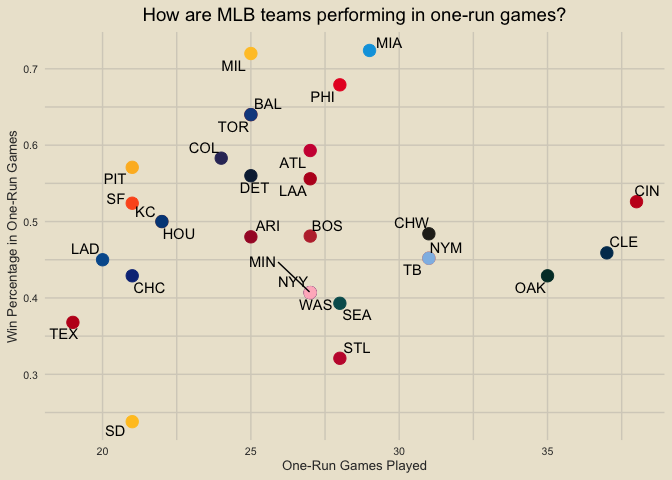 How are MLB teams performing in one-run games?
MIA
MIL
PHI
BAL
TOR
COL
ATL
PIT
DET
LAA
CIN
SF
KC
HOU
ARI
BOS
CHW
NYM
CLE
LAD
MIN
TB
CHC
NYY
OAK
WAS
SEA
TEX
STL
SD
0.7
0.6
0.5
0.4
0.3
Win Percentage in One-Run Games
20
25
30
35
One-Run Games Played